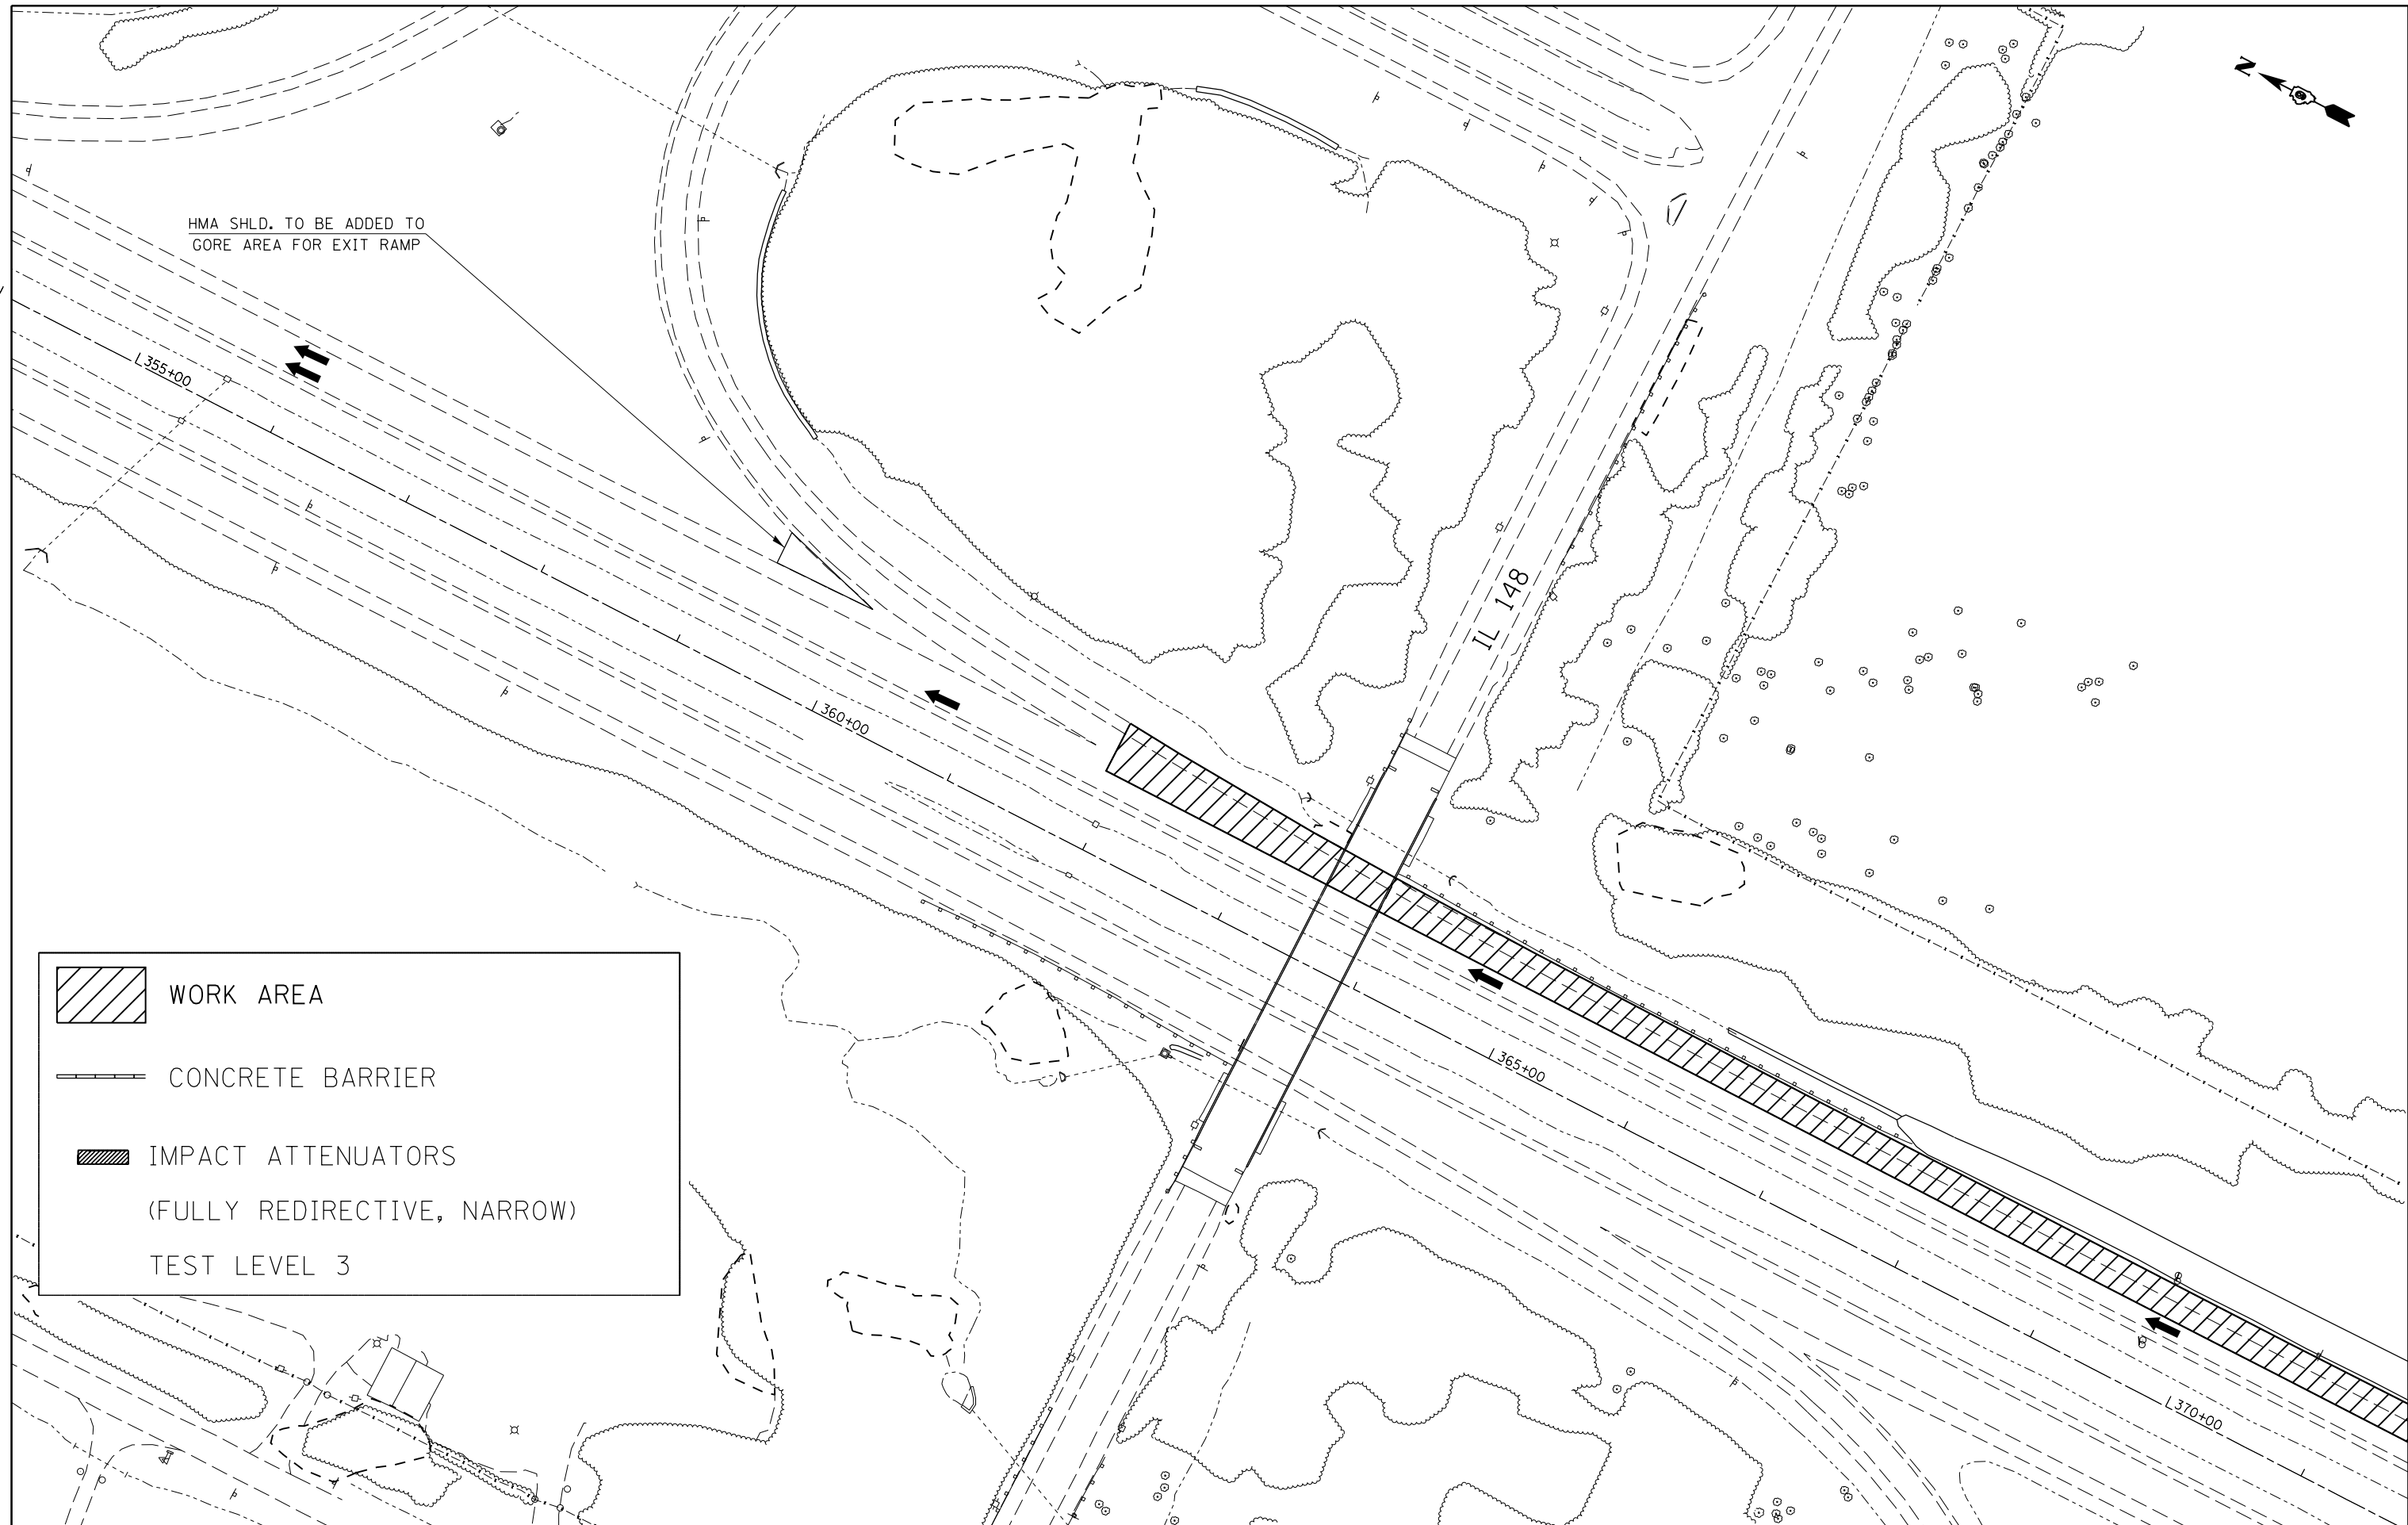 N
HMA SHLD. TO BE ADDED TO
GORE AREA FOR EXIT RAMP
355+00
IL 148
360+00
365+00
370+00
WORK AREA
CONCRETE BARRIER
IMPACT ATTENUATORS
(FULLY REDIRECTIVE, NARROW)
TEST LEVEL 3